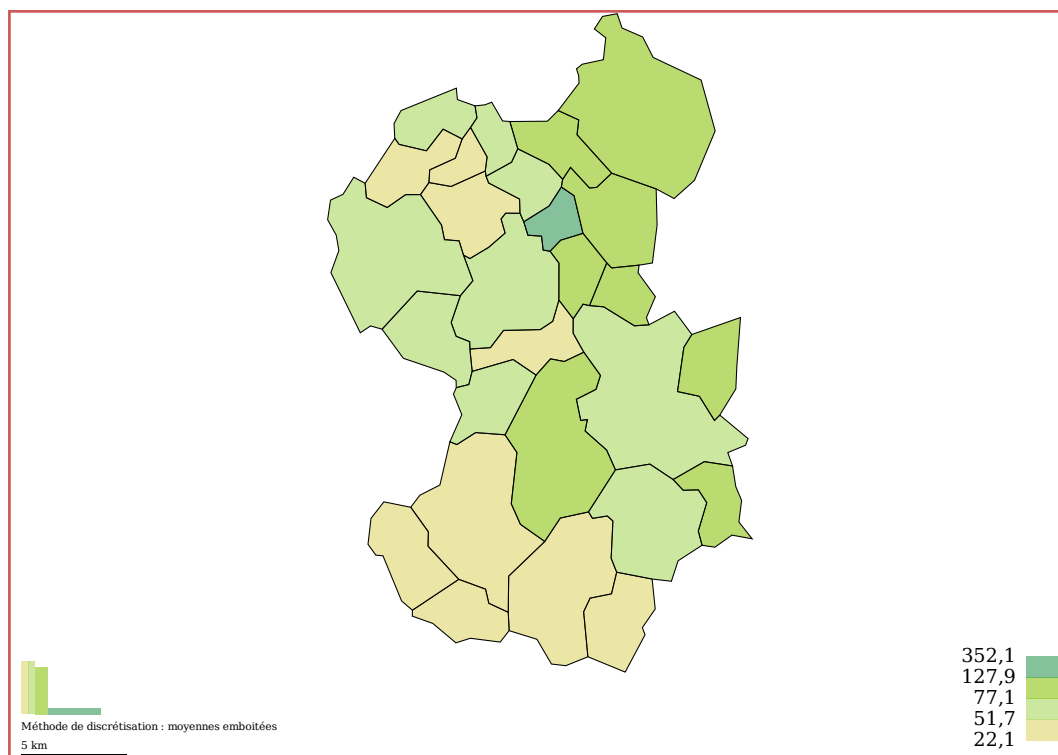 352,1
127,9
77,1
51,7
22,1
Méthode de discrétisation : moyennes emboitées
5 km